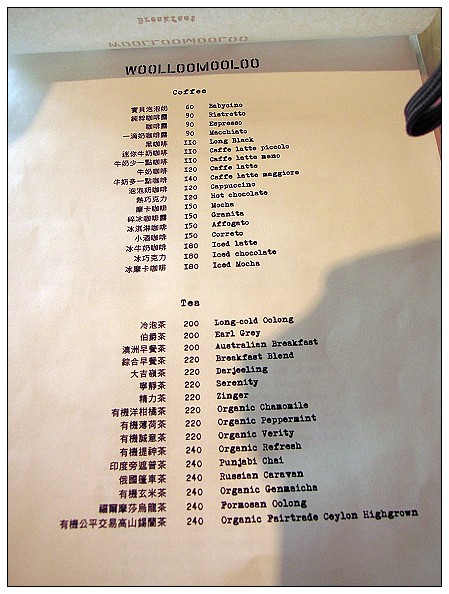 Breakfast
WOOLLOOMOOLOO
WOOLLOOMOOLOO
Coffee
寶貝泡泡奶 60 Babycino
純粹咖啡露 90 Ristretto
咖啡露 90 Espresso
一滴奶咖啡露 90 Macchiato
黑咖啡 110 Long Black
迷你牛奶咖啡 110 Caffe latte piccolo
牛奶少一點咖啡 110 Caffe latte meno
牛奶咖啡 120 Caffe latte
牛奶多一點咖啡 140 Caffe latte maggiore
泡泡奶咖啡 120 Cappuccino
熱巧克力 120 Hot chocolate
摩卡咖啡 150 Mocha
碎冰咖啡露 150 Granita
冰淇淋咖啡 150 Affogato
小酒咖啡 150 Correto
冰牛奶咖啡 180 Iced latte
冰巧克力 180 Iced chocolate
冰摩卡咖啡 180 Iced Mocha
Tea
冷泡茶 200 Long-cold Oolong
伯爵茶 200 Earl Grey
澳洲早餐茶 200 Australian Breakfast
綜合早餐茶 220 Breakfast Blend
大吉嶺茶 220 Darjeeling
寧靜茶 220 Serenity
精力茶 220 Zinger
有機洋柑橘茶 220 Organic Chamomile
有機薄荷茶 220 Organic Peppermint
有機誠意茶 220 Organic Verity
有機提神茶 240 Organic Refresh
印度旁遮普茶 240 Punjabi Chai
俄國篷車茶 240 Russian Caravan
有機玄米茶 240 Organic Genmaicha
福爾摩莎烏龍茶 240 Formosan Oolong
有機公平交易高山錫蘭茶 240 Organic Fairtrade Ceylon Highgrown